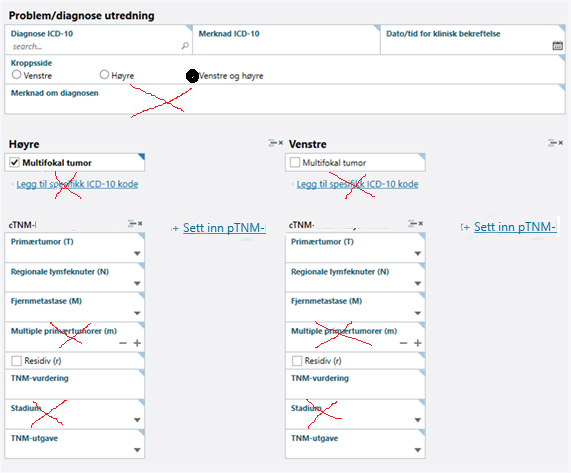 Problem/diagnose utredning
Diagnose ICD-10 Merknad ICD-10 Dato/tid for klinisk bekreftelse
search...
Kroppsside
Venstre Høyre Venstre og høyre
Merknad om diagnosen
Høyre Venstre
Multifokal tumor Multifokal tumor
Legg til spesifikk ICD-10 kode Legg til spesifikk ICD-10 kode
cTNM- + Sett inn pTNM- cTNM- + Sett inn pTNM-
Primærtumor (T) Primærtumor (T)
Regionale lymfeknuter (N) Regionale lymfeknuter (N)
Fjernmetastase (M) Fjernmetastase (M)
Multiple primærtumorer (m) Multiple primærtumorer (m)
Residiv (r) Residiv (r)
TNM-vurdering TNM-vurdering
Stadium Stadium
TNM-utgave TNM-utgave